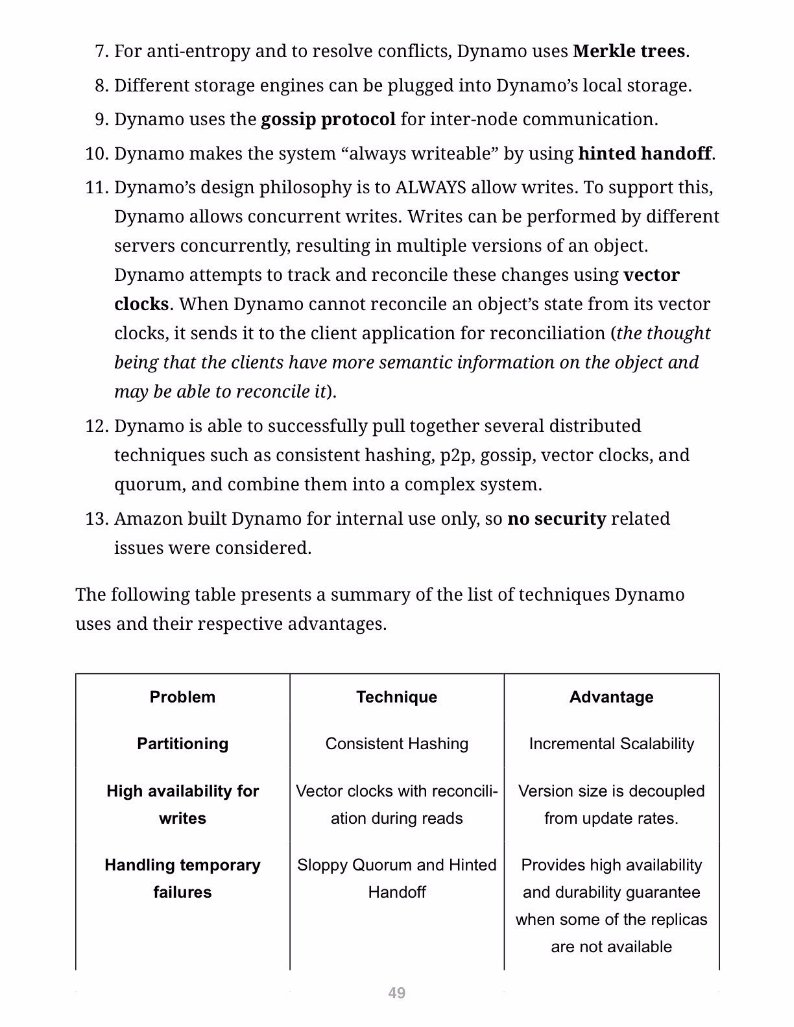 7. For anti-entropy and to resolve conflicts, Dynamo uses Merkle trees.
8. Different storage engines can be plugged into Dynamo’s local storage.
9. Dynamo uses the gossip protocol for inter-node communication.
10. Dynamo makes the system “always writeable” by using hinted handoff.
11. Dynamo’s design philosophy is to ALWAYS allow writes. To support this,
Dynamo allows concurrent writes. Writes can be performed by different
servers concurrently, resulting in multiple versions of an object.
Dynamo attempts to track and reconcile these changes using vector
clocks. When Dynamo cannot reconcile an object’s state from its vector
clocks, it sends it to the client application for reconciliation (the thought
being that the clients have more semantic information on the object and
may be able to reconcile it).
12. Dynamo is able to successfully pull together several distributed
techniques such as consistent hashing, p2p, gossip, vector clocks, and
quorum, and combine them into a complex system.
13. Amazon built Dynamo for internal use only, so no security related
issues were considered.
The following table presents a summary of the list of techniques Dynamo
uses and their respective advantages.
Problem Technique Advantage
Partitioning Consistent Hashing Incremental Scalability
High availability for Vector clocks with reconcili- Version size is decoupled
writes ation during reads from update rates.
Handling temporary Sloppy Quorum and Hinted Provides high availability
failures Handoff and durability guarantee
when some of the replicas
are not available
49